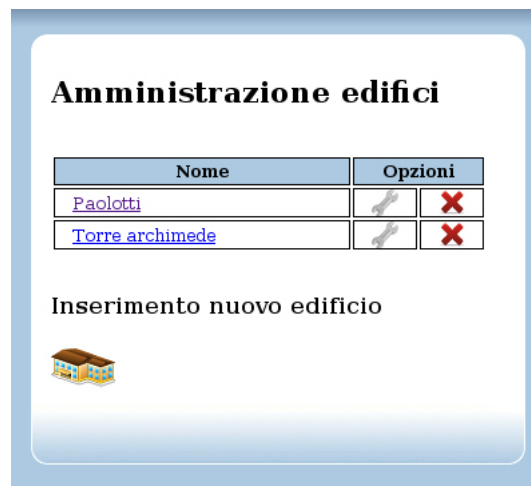 Amministrazione edifici
Nome Opzioni
Paolotti
Torre archimede
Inserimento nuovo edificio